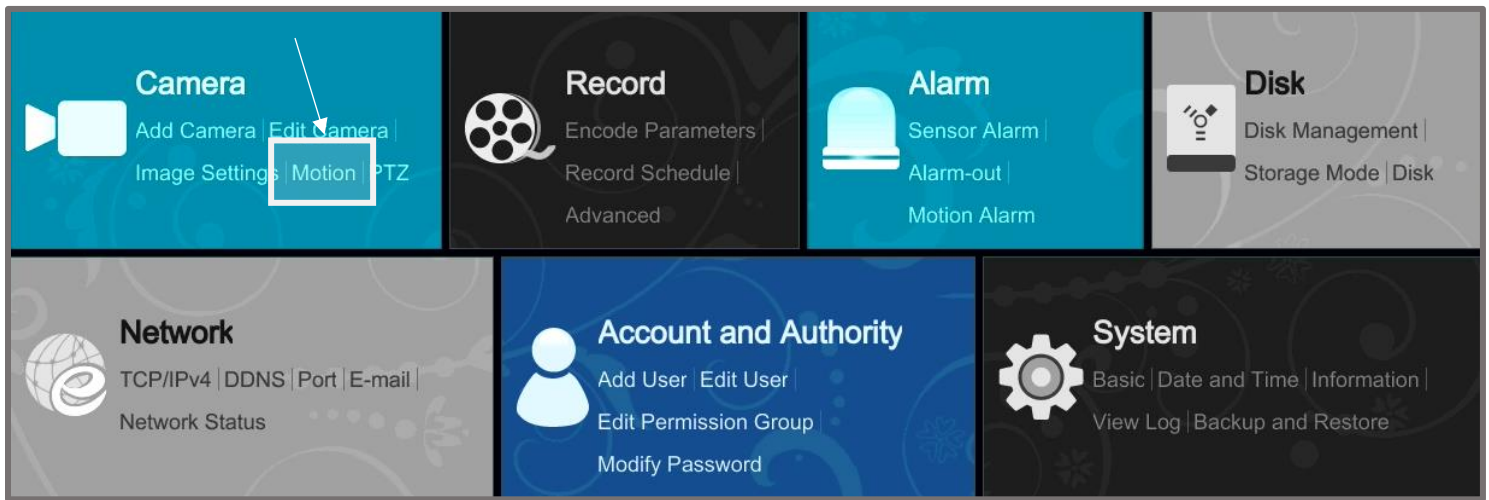 Camera
Add Camera | Edit Camera |
Image Settings | Motion | PTZ
Record
Encode Parameters |
Record Schedule |
Advanced
Alarm
Sensor Alarm |
Alarm-out |
Motion Alarm
Disk
Disk Management |
Storage Mode | Disk
Network
TCP/IPv4 | DDNS | Port | E-mail |
Network Status
Account and Authority
Add User | Edit User |
Edit Permission Group |
Modify Password
System
Basic | Date and Time | Information |
View Log | Backup and Restore